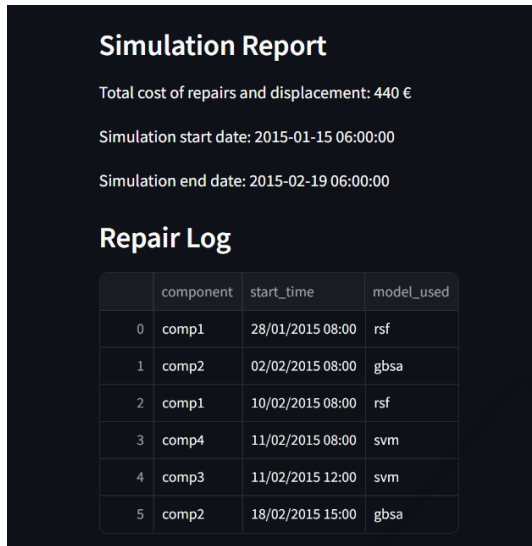 Simulation Report
Total cost of repairs and displacement: 440 €
Simulation start date: 2015-01-15 06:00:00
Simulation end date: 2015-02-19 06:00:00
Repair Log
component start_time model_used
0 comp1 28/01/2015 08:00 rsf
1 comp2 02/02/2015 08:00 gbsa
2 comp1 10/02/2015 08:00 rsf
3 comp4 11/02/2015 08:00 svm
4 comp3 11/02/2015 12:00 svm
5 comp2 18/02/2015 15:00 gbsa